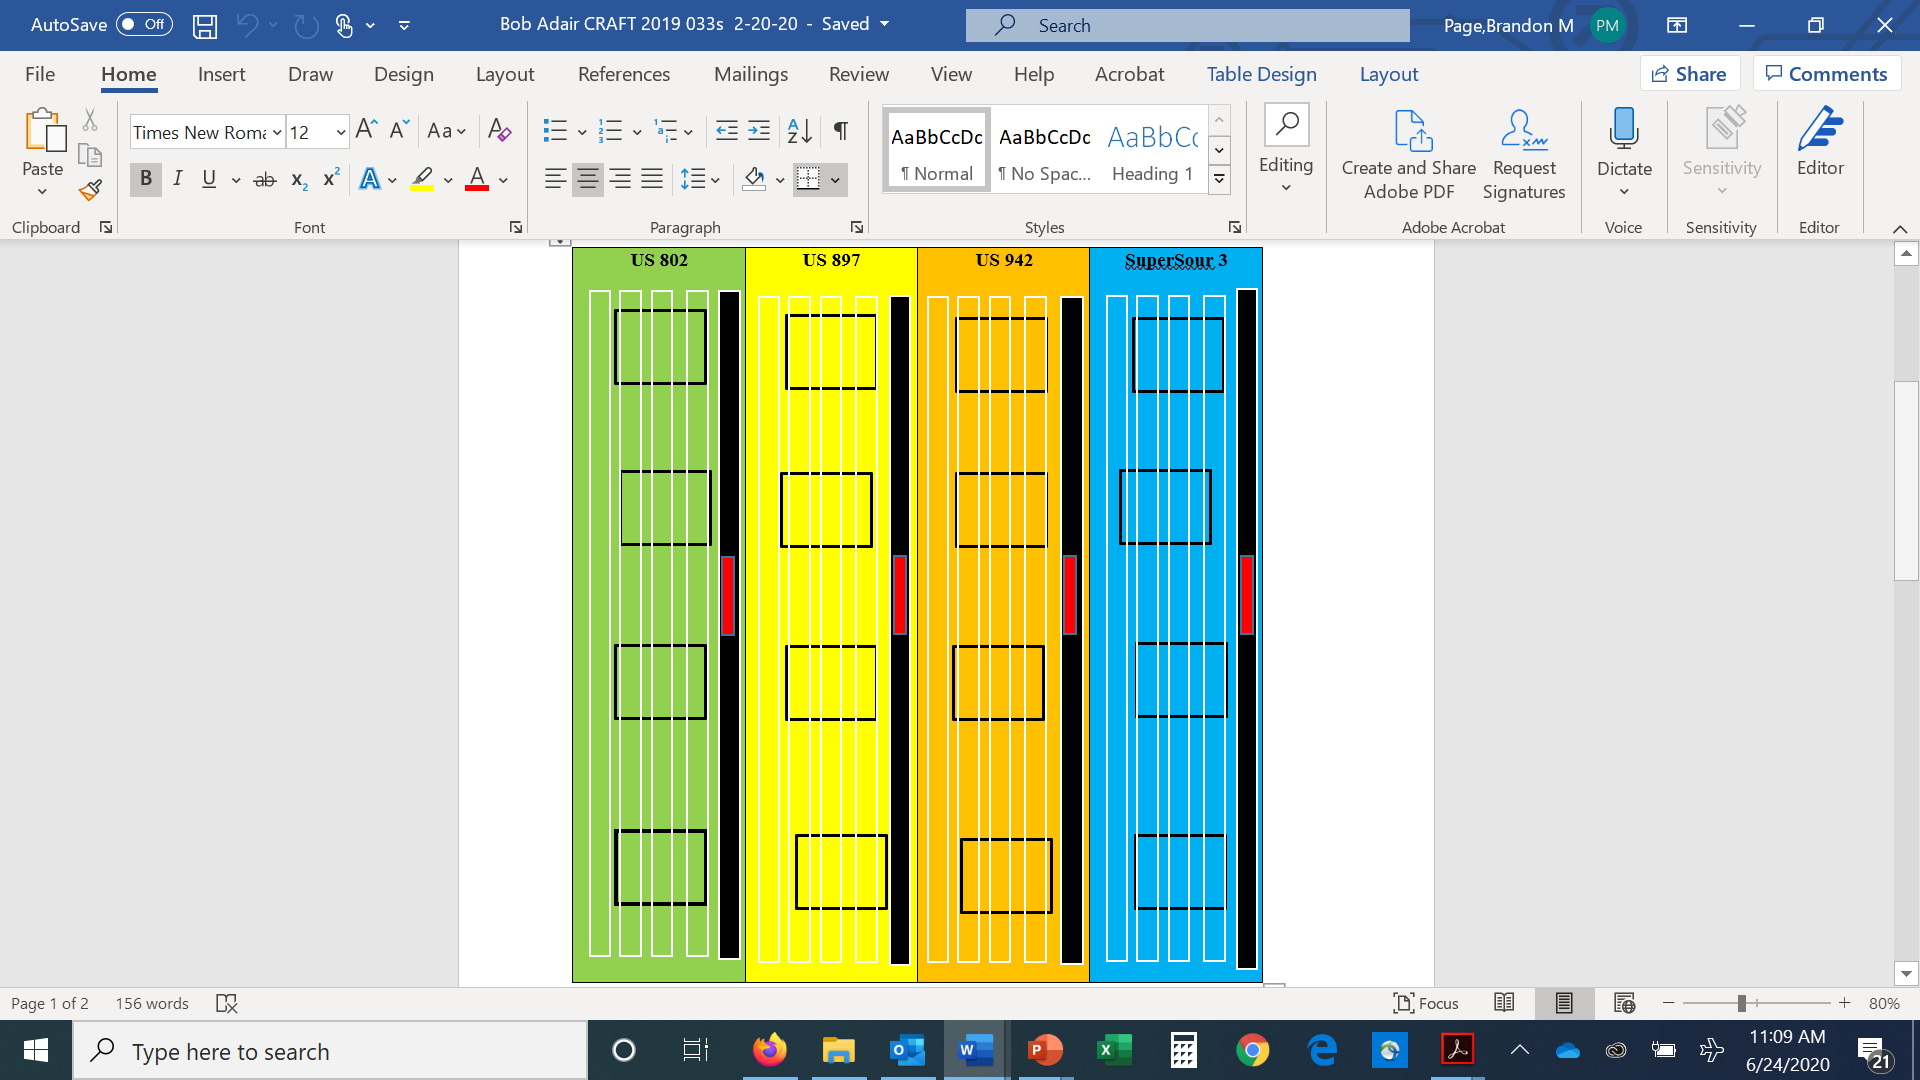 AutoSave Off Bob Adair CRAFT 2019 033s 2-20-20 - Saved Search Page,Brandon M PM
File Home Insert Draw Design Layout References Mailings Review View Help Acrobat Table Design Layout Share Comments
Paste Times New Roma 12 Aa
B I U ab x2 x2 A A
AaBbCcDc AaBbCcDc AaBbCc
¶ Normal ¶ No Spac... Heading 1
Editing
Create and Share Adobe PDF
Request Signatures
Dictate
Sensitivity
Editor
Clipboard Font Paragraph Styles Adobe Acrobat Voice Sensitivity Editor
US 802 US 897 US 942 SuperSour 3
Page 1 of 2 156 words Focus 80%
Type here to search
11:09 AM
6/24/2020
21